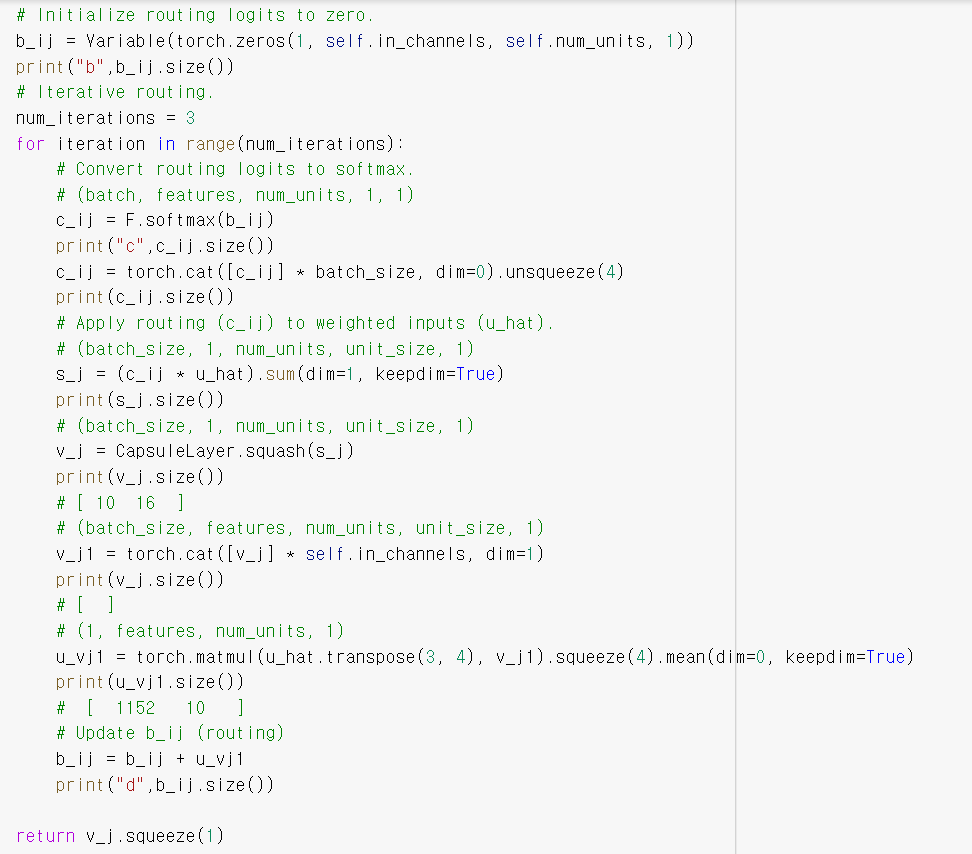 # Initialize routing logits to zero.
b_ij = Variable(torch.zeros(1, self.in_channels, self.num_units, 1))
print("b",b_ij.size())
# Iterative routing.
num_iterations = 3
for iteration in range(num_iterations):
    # Convert routing logits to softmax.
    # (batch, features, num_units, 1, 1)
    c_ij = F.softmax(b_ij)
    print("c",c_ij.size())
    c_ij = torch.cat([c_ij] * batch_size, dim=0).unsqueeze(4)
    print(c_ij.size())
    # Apply routing (c_ij) to weighted inputs (u_hat).
    # (batch_size, 1, num_units, unit_size, 1)
    s_j = (c_ij * u_hat).sum(dim=1, keepdim=True)
    print(s_j.size())
    # (batch_size, 1, num_units, unit_size, 1)
    v_j = CapsuleLayer.squash(s_j)
    print(v_j.size())
    # [ 10  16  ]
    # (batch_size, features, num_units, unit_size, 1)
    v_j1 = torch.cat([v_j] * self.in_channels, dim=1)
    print(v_j.size())
    # [  ]
    # (1, features, num_units, 1)
    u_vj1 = torch.matmul(u_hat.transpose(3, 4), v_j1).squeeze(4).mean(dim=0, keepdim=True)
    print(u_vj1.size())
    #  [  1152   10   ]
    # Update b_ij (routing)
    b_ij = b_ij + u_vj1
    print("d",b_ij.size())
return v_j.squeeze(1)